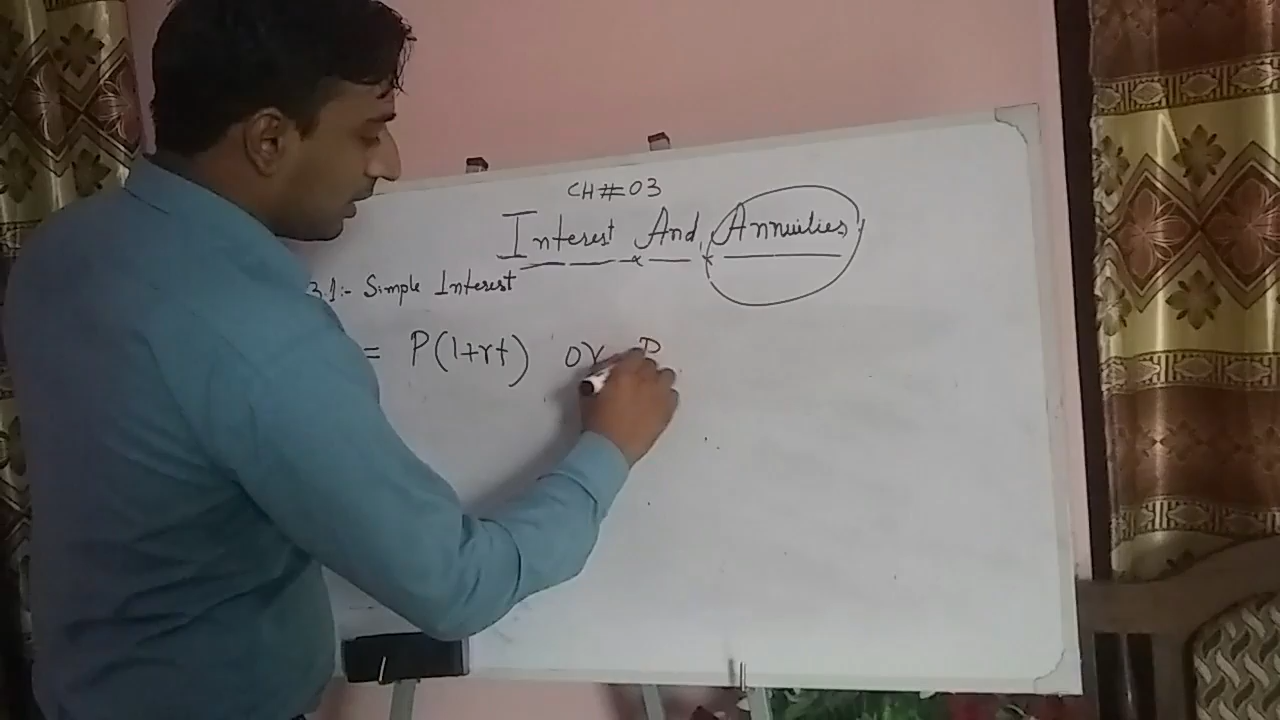 CH#03
Interest And Annuities
3.1:- Simple Interest
= P(1+rt) or P